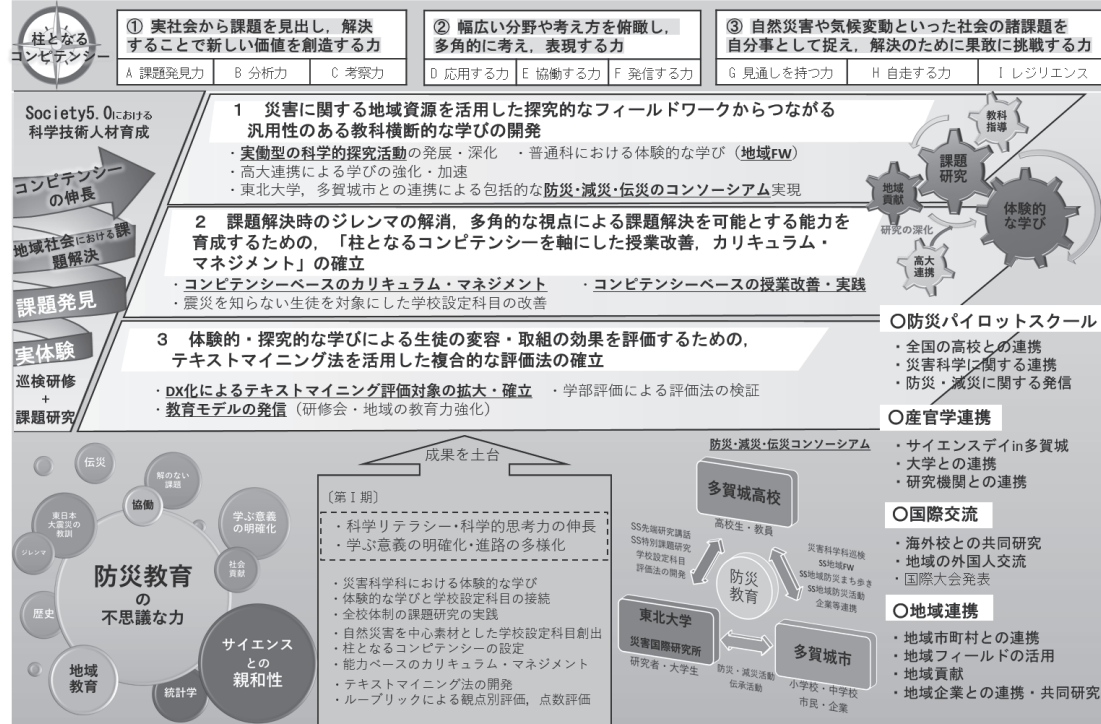 柱となる
コンピテンシー
① 実社会から課題を見出し，解決
することで新しい価値を創造する力
A 課題発見力
B 分析力
C 考察力
② 幅広い分野や考え方を俯瞰し，
多角的に考え，表現する力
D 応用する力
E 協働する力
F 発信する力
③ 自然災害や気候変動といった社会の諸課題を
自分事として捉え，解決のために果敢に挑戦する力
G 見通しを持つ力
H 自走する力
I レジリエンス
Society5.0における
科学技術人材育成
コンピテンシー
の伸長
地域社会における課
題解決
課題発見
実体験
巡検研修
+
課題研究
1 災害に関する地域資源を活用した探究的なフィールドワークからつながる
汎用性のある教科横断的な学びの開発
・実働型の科学的探究活動の発展・深化 ・普通科における体験的な学び（地域FW）
・高大連携による学びの強化・加速
・東北大学，多賀城市との連携による包括的な防災・減災・伝災のコンソーシアム実現
2 課題解決時のジレンマの解消，多角的な視点による課題解決を可能とする能力を
育成するための，「柱となるコンピテンシーを軸にした授業改善，カリキュラム・
マネジメント」の確立
・コンピテンシーベースのカリキュラム・マネジメント ・コンピテンシーベースの授業改善・実践
・震災を知らない生徒を対象にした学校設定科目の改善
3 体験的・探究的な学びによる生徒の変容・取組の効果を評価するための，
テキストマイニング法を活用した複合的な評価法の確立
・DX化によるテキストマイニング評価対象の拡大・確立 ・学部評価による評価法の検証
・教育モデルの発信（研修会・地域の教育力強化）
教科
指導
課題
研究
地域
貢献
体験的
な学び
研究の深化
高大
連携
〇防災パイロットスクール
・全国の高校との連携
・災害科学に関する連携
・防災・減災に関する発信
〇産官学連携
・サイエンスデイin多賀城
・大学との連携
・研究機関との連携
〇国際交流
・海外校との共同研究
・地域の外国人交流
・国際大会発表
〇地域連携
・地域市町村との連携
・地域フィールドの活用
・地域貢献
・地域企業との連携・共同研究
伝災
解のない
課題
協働
東日本
大震災の
教訓
学ぶ意義
の明確化
ジレンマ
社会
貢献
防災教育
の
不思議な力
歴史
サイエンス
との
親和性
地域
教育
統計学
成果を土台
〔第Ⅰ期〕
・科学リテラシー・科学的思考力の伸長
・学ぶ意義の明確化・進路の多様化
・災害科学科における体験的な学び
・体験的な学びと学校設定科目の接続
・全校体制の課題研究の実践
・自然災害を中心素材とした学校設定科目創出
・柱となるコンピテンシーの設定
・能力ベースのカリキュラム・マネジメント
・テキストマイニング法の開発
・ルーブリックによる観点別評価，点数評価
防災・減災・伝災コンソーシアム
多賀城高校
高校生・教員
SS先端研究講話
SS特別課題研究
学校設定科目
評価法の開発
災害科学科巡検
SS地域FW
SS地域防災まち歩き
SS地域防災活動
企業等連携
防災
教育
東北大学
災害国際研究所
研究者・大学生
防災・減災活動
伝承活動
多賀城市
小学校・中学校
市民・企業